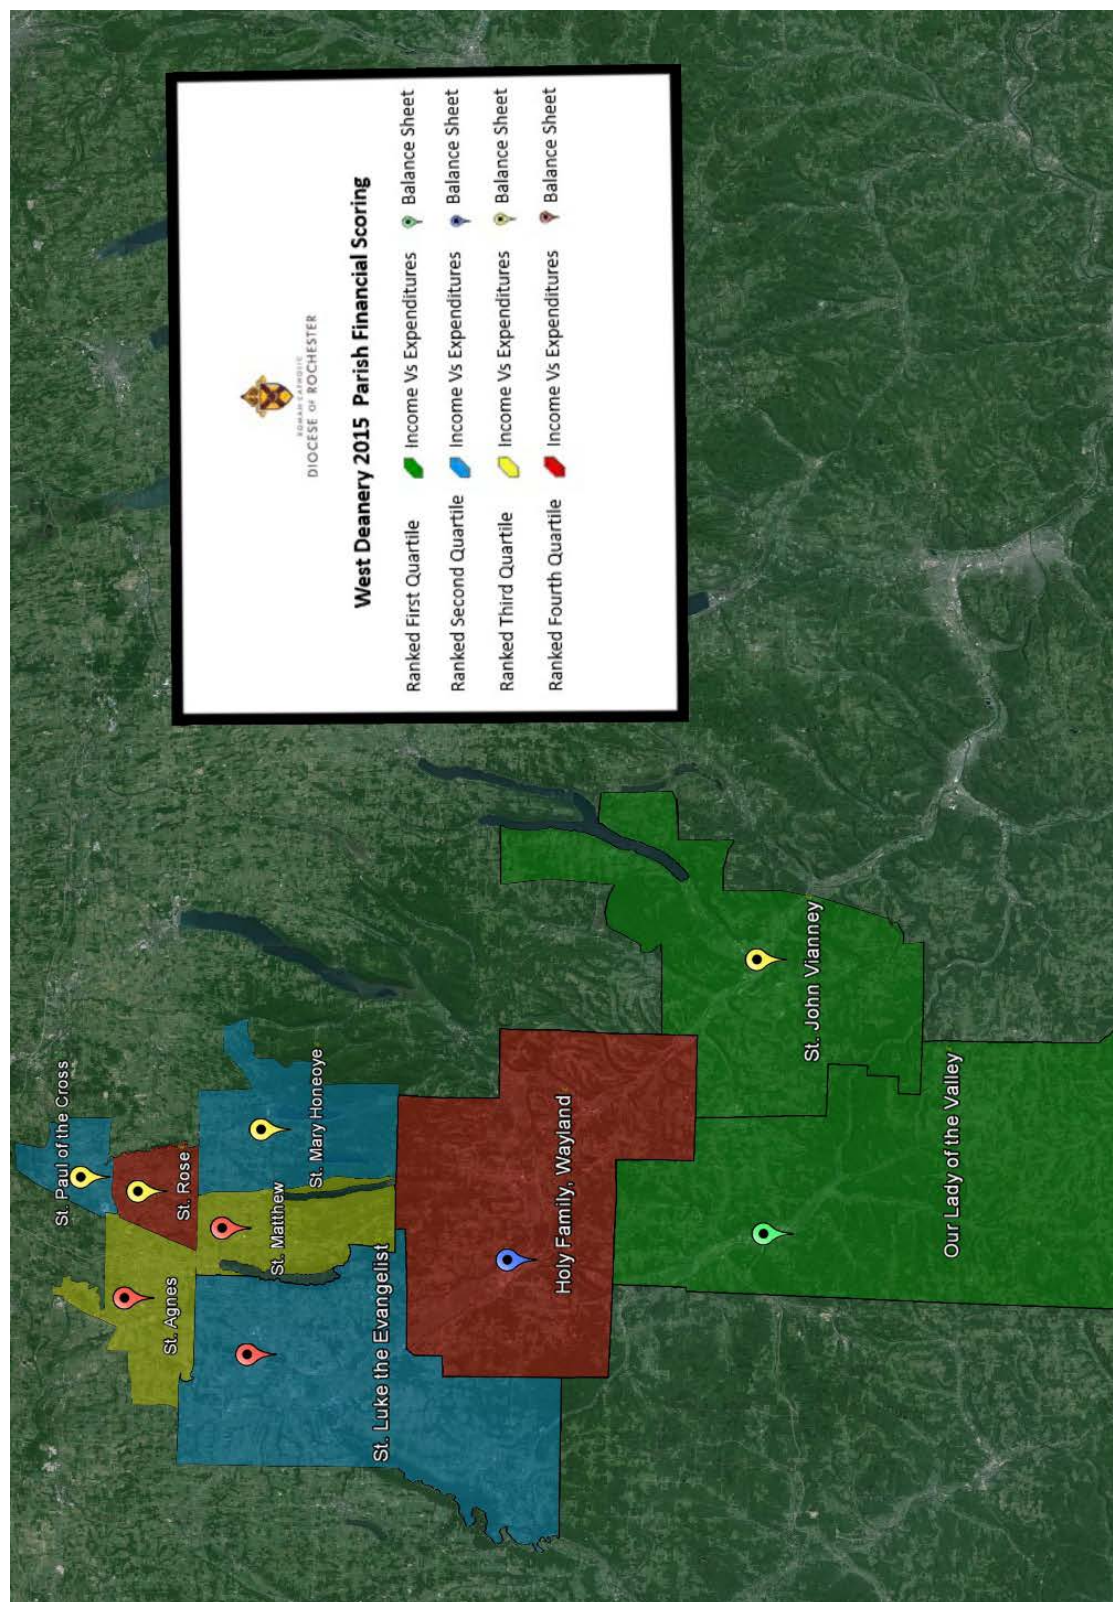 ROMAN CATHOLIC
DIOCESE OF ROCHESTER
West Deanery 2015 Parish Financial Scoring
Ranked First Quartile Income Vs Expenditures Balance Sheet
Ranked Second Quartile Income Vs Expenditures Balance Sheet
Ranked Third Quartile Income Vs Expenditures Balance Sheet
Ranked Fourth Quartile Income Vs Expenditures Balance Sheet
St. Paul of the Cross
St. Agnes
St. Rose
St. Matthew
St. Mary Honeoye
St. Luke the Evangelist
Holy Family, Wayland
St. John Vianney
Our Lady of the Valley